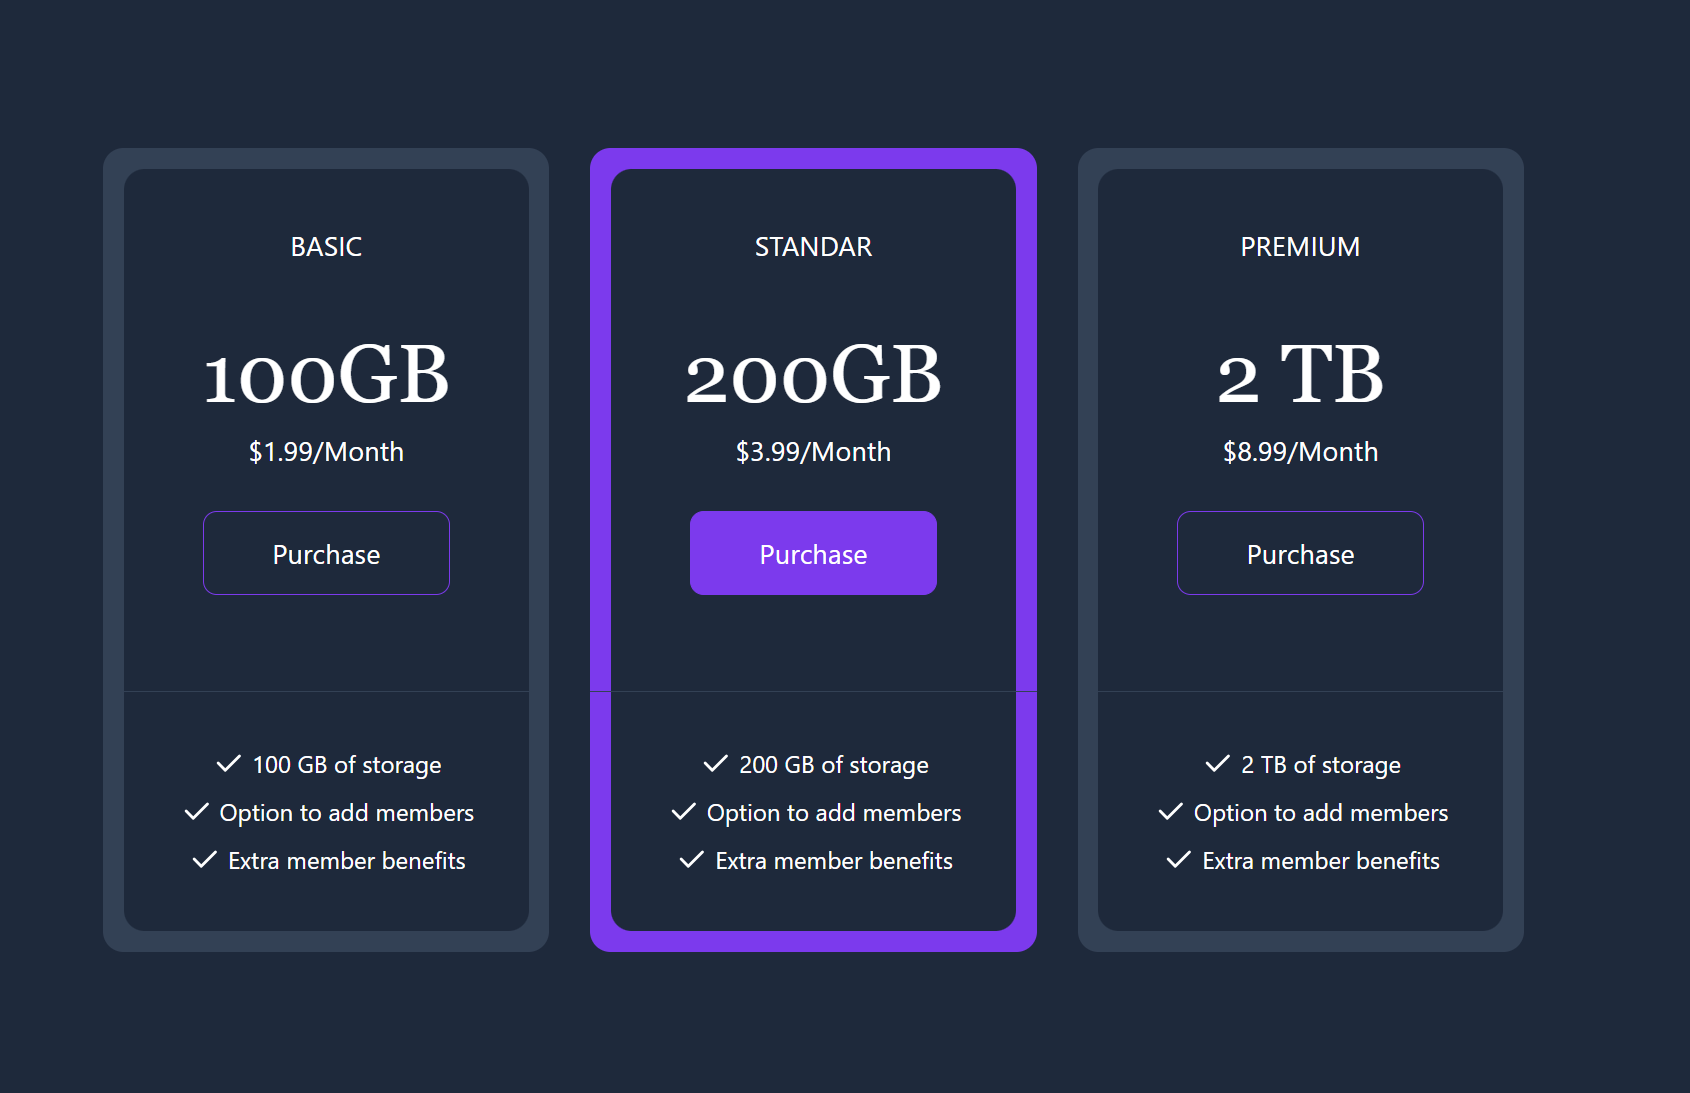 BASIC
100GB
$1.99/Month
Purchase
100 GB of storage
Option to add members
Extra member benefits
STANDAR
200GB
$3.99/Month
Purchase
200 GB of storage
Option to add members
Extra member benefits
PREMIUM
2 TB
$8.99/Month
Purchase
2 TB of storage
Option to add members
Extra member benefits